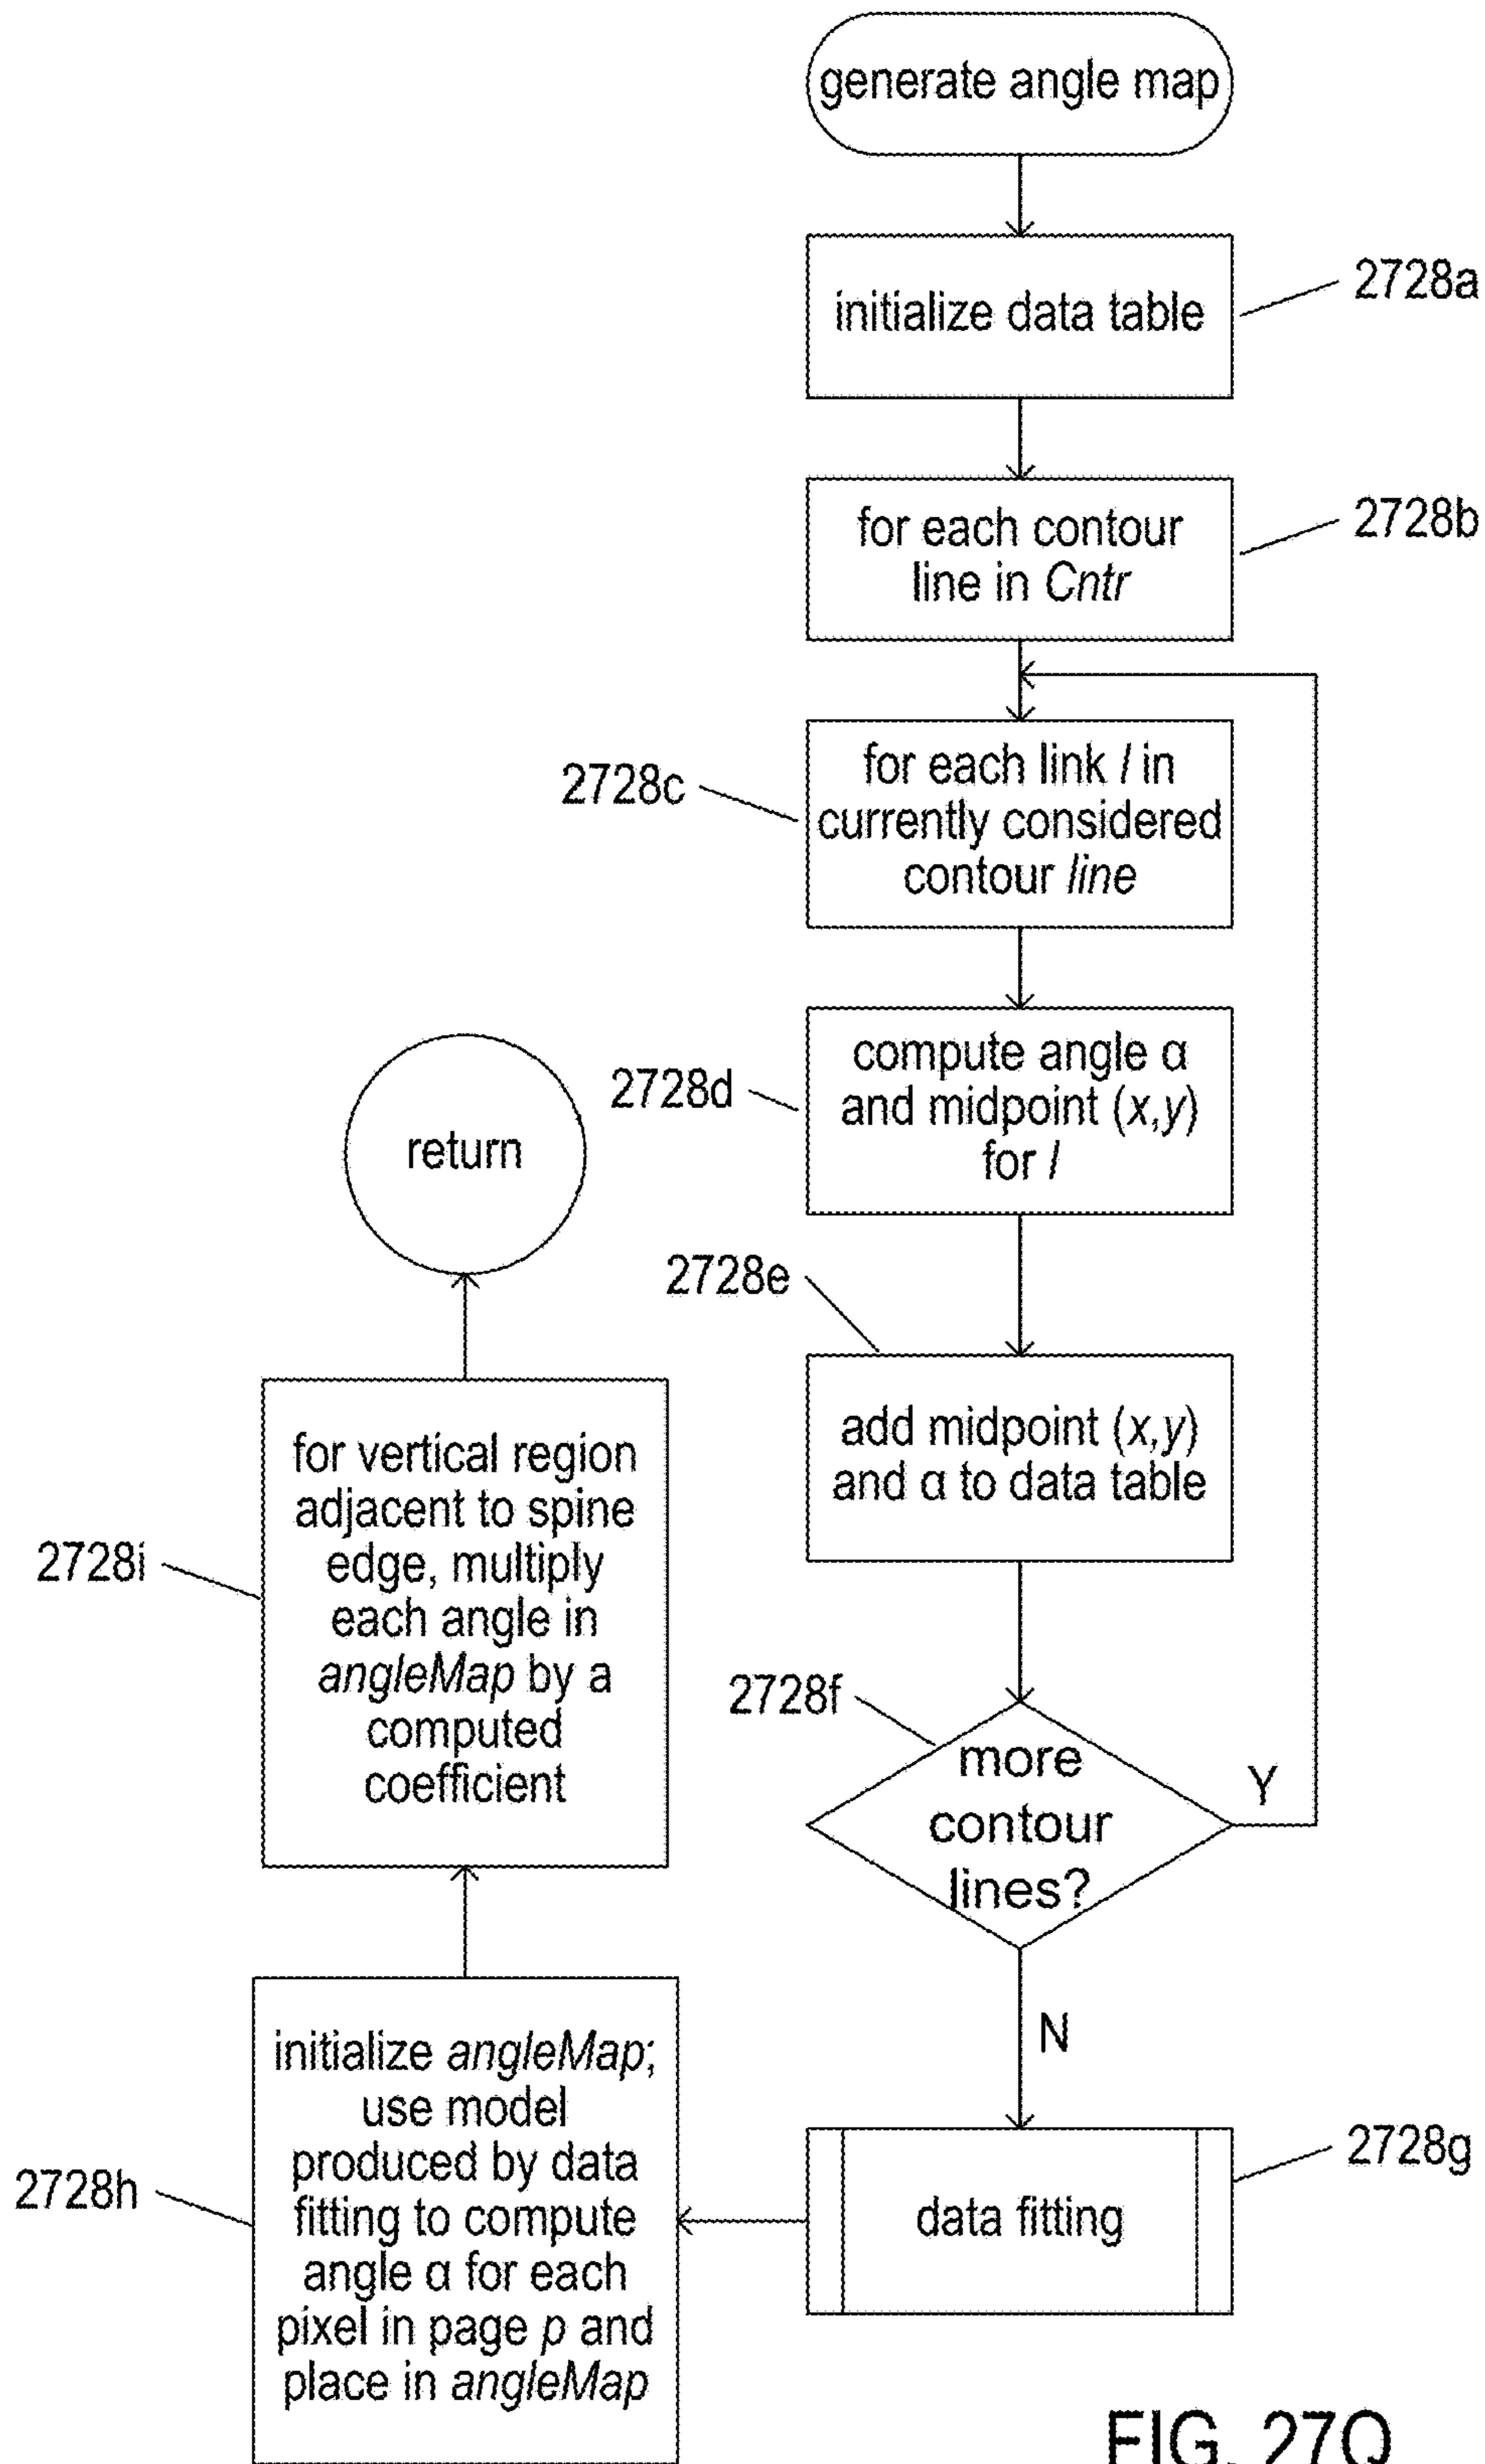 generate angle map
initialize data table
2728a
for each contour
line in Cntr
2728b
for each link l in
currently considered
contour line
2728c
compute angle α
and midpoint (x,y)
for l
2728d
return
2728e
add midpoint (x,y)
and α to data table
for vertical region
adjacent to spine
edge, multiply
each angle in
angleMap by a
computed
coefficient
2728i
2728f
more
contour
lines?
Y
N
initialize angleMap;
use model
produced by data
fitting to compute
angle α for each
pixel in page p and
place in angleMap
2728h
data fitting
2728g
FIG. 27Q